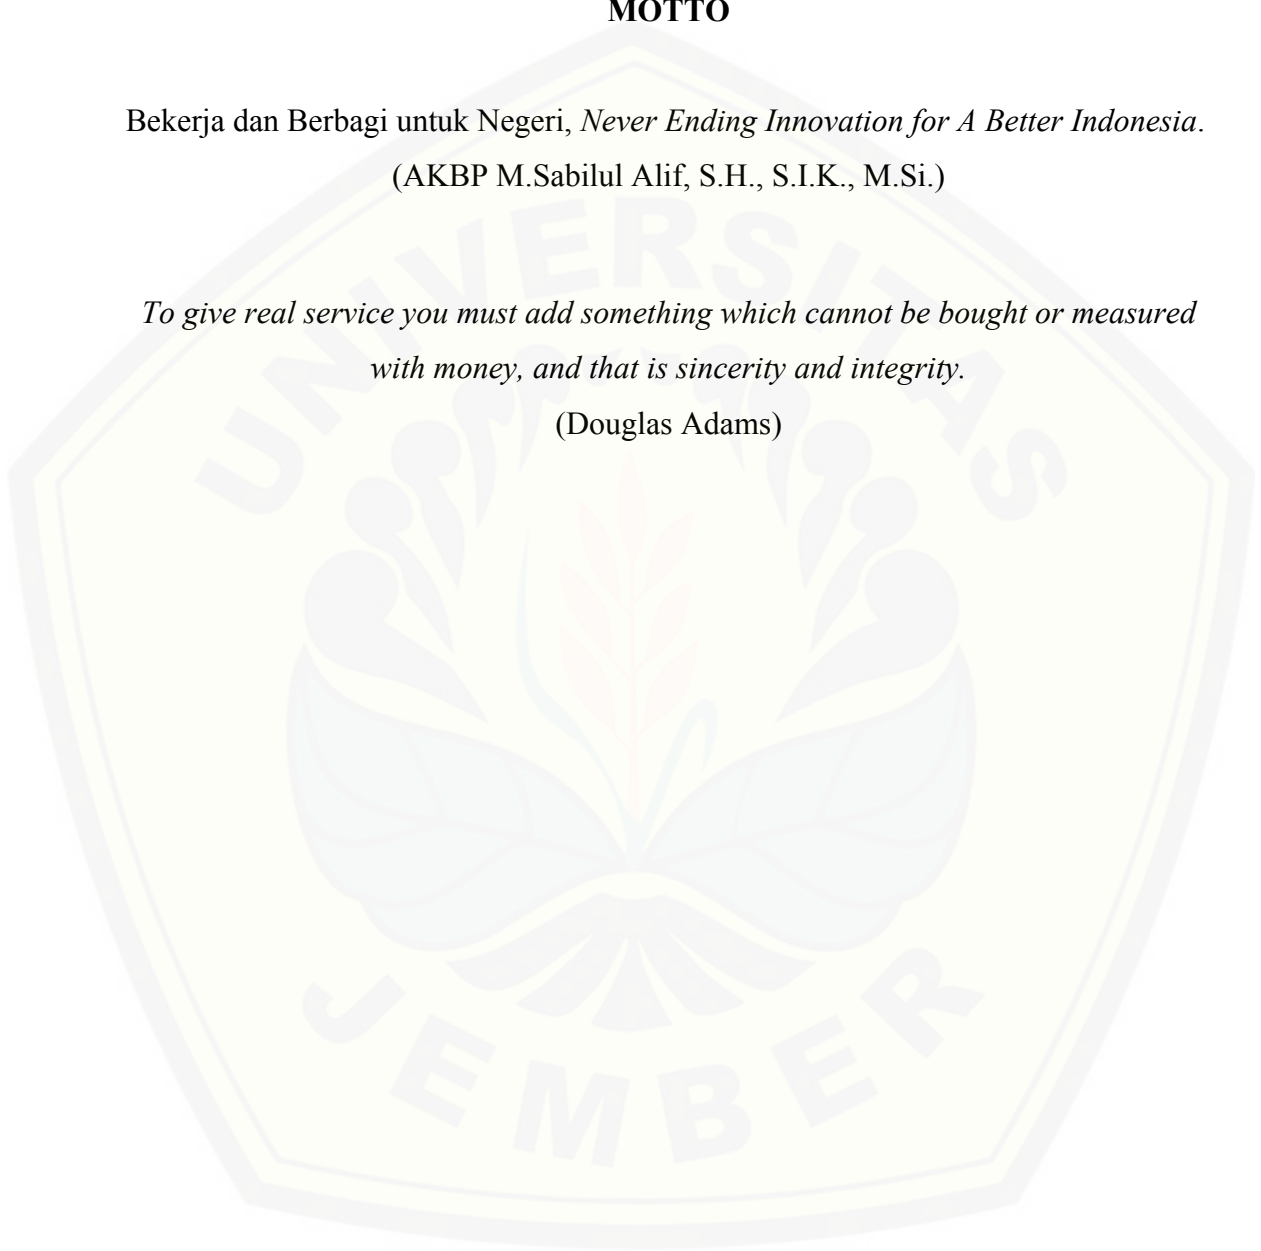 MOTTO
Bekerja dan Berbagi untuk Negeri, Never Ending Innovation for A Better Indonesia.
(AKBP M.Sabilul Alif, S.H., S.I.K., M.Si.)
To give real service you must add something which cannot be bought or measured
with money, and that is sincerity and integrity.
(Douglas Adams)
UNIVERSITAS
JEMBER